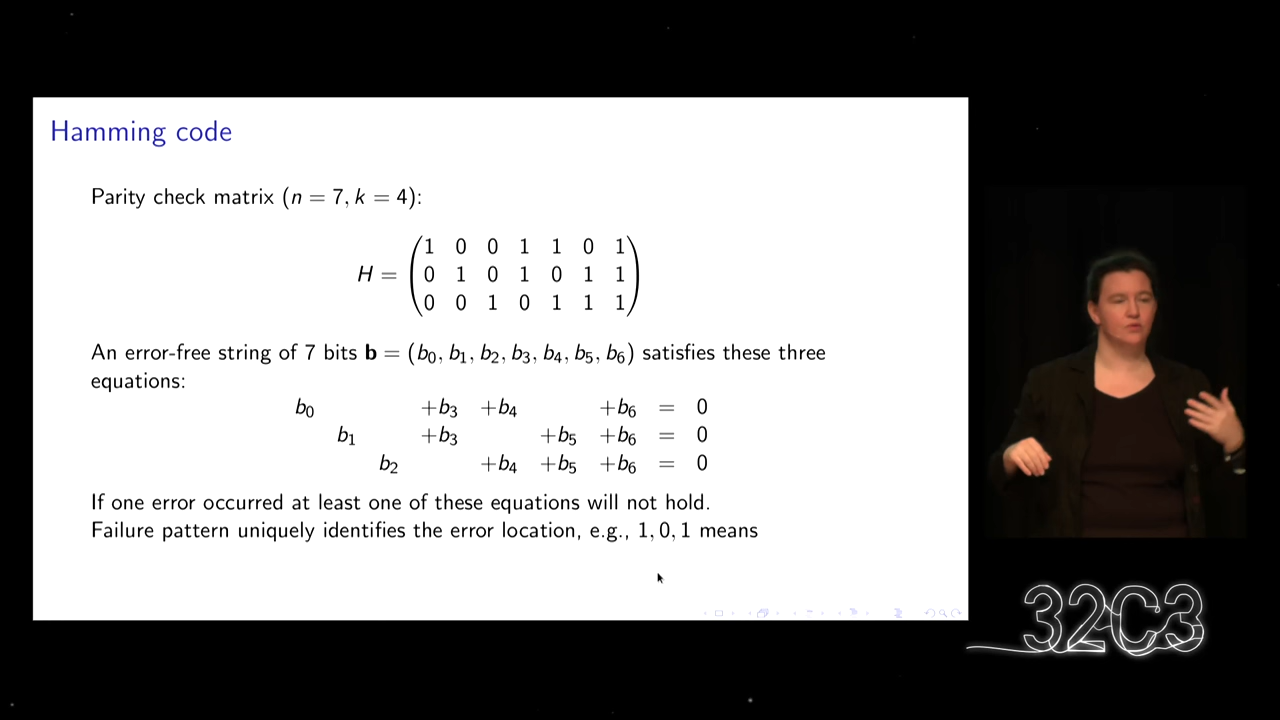 Hamming code
Parity check matrix (n = 7, k = 4):
H = 
1 0 0 1 1 0 1
0 1 0 1 0 1 1
0 0 1 0 1 1 1
An error-free string of 7 bits b = (b₀, b₁, b₂, b₃, b₄, b₅, b₆) satisfies these three
equations:
b₀ +b₃ +b₄ +b₆ = 0
b₁ +b₃ +b₅ +b₆ = 0
b₂ +b₄ +b₅ +b₆ = 0
If one error occurred at least one of these equations will not hold.
Failure pattern uniquely identifies the error location, e.g., 1, 0, 1 means
32C3